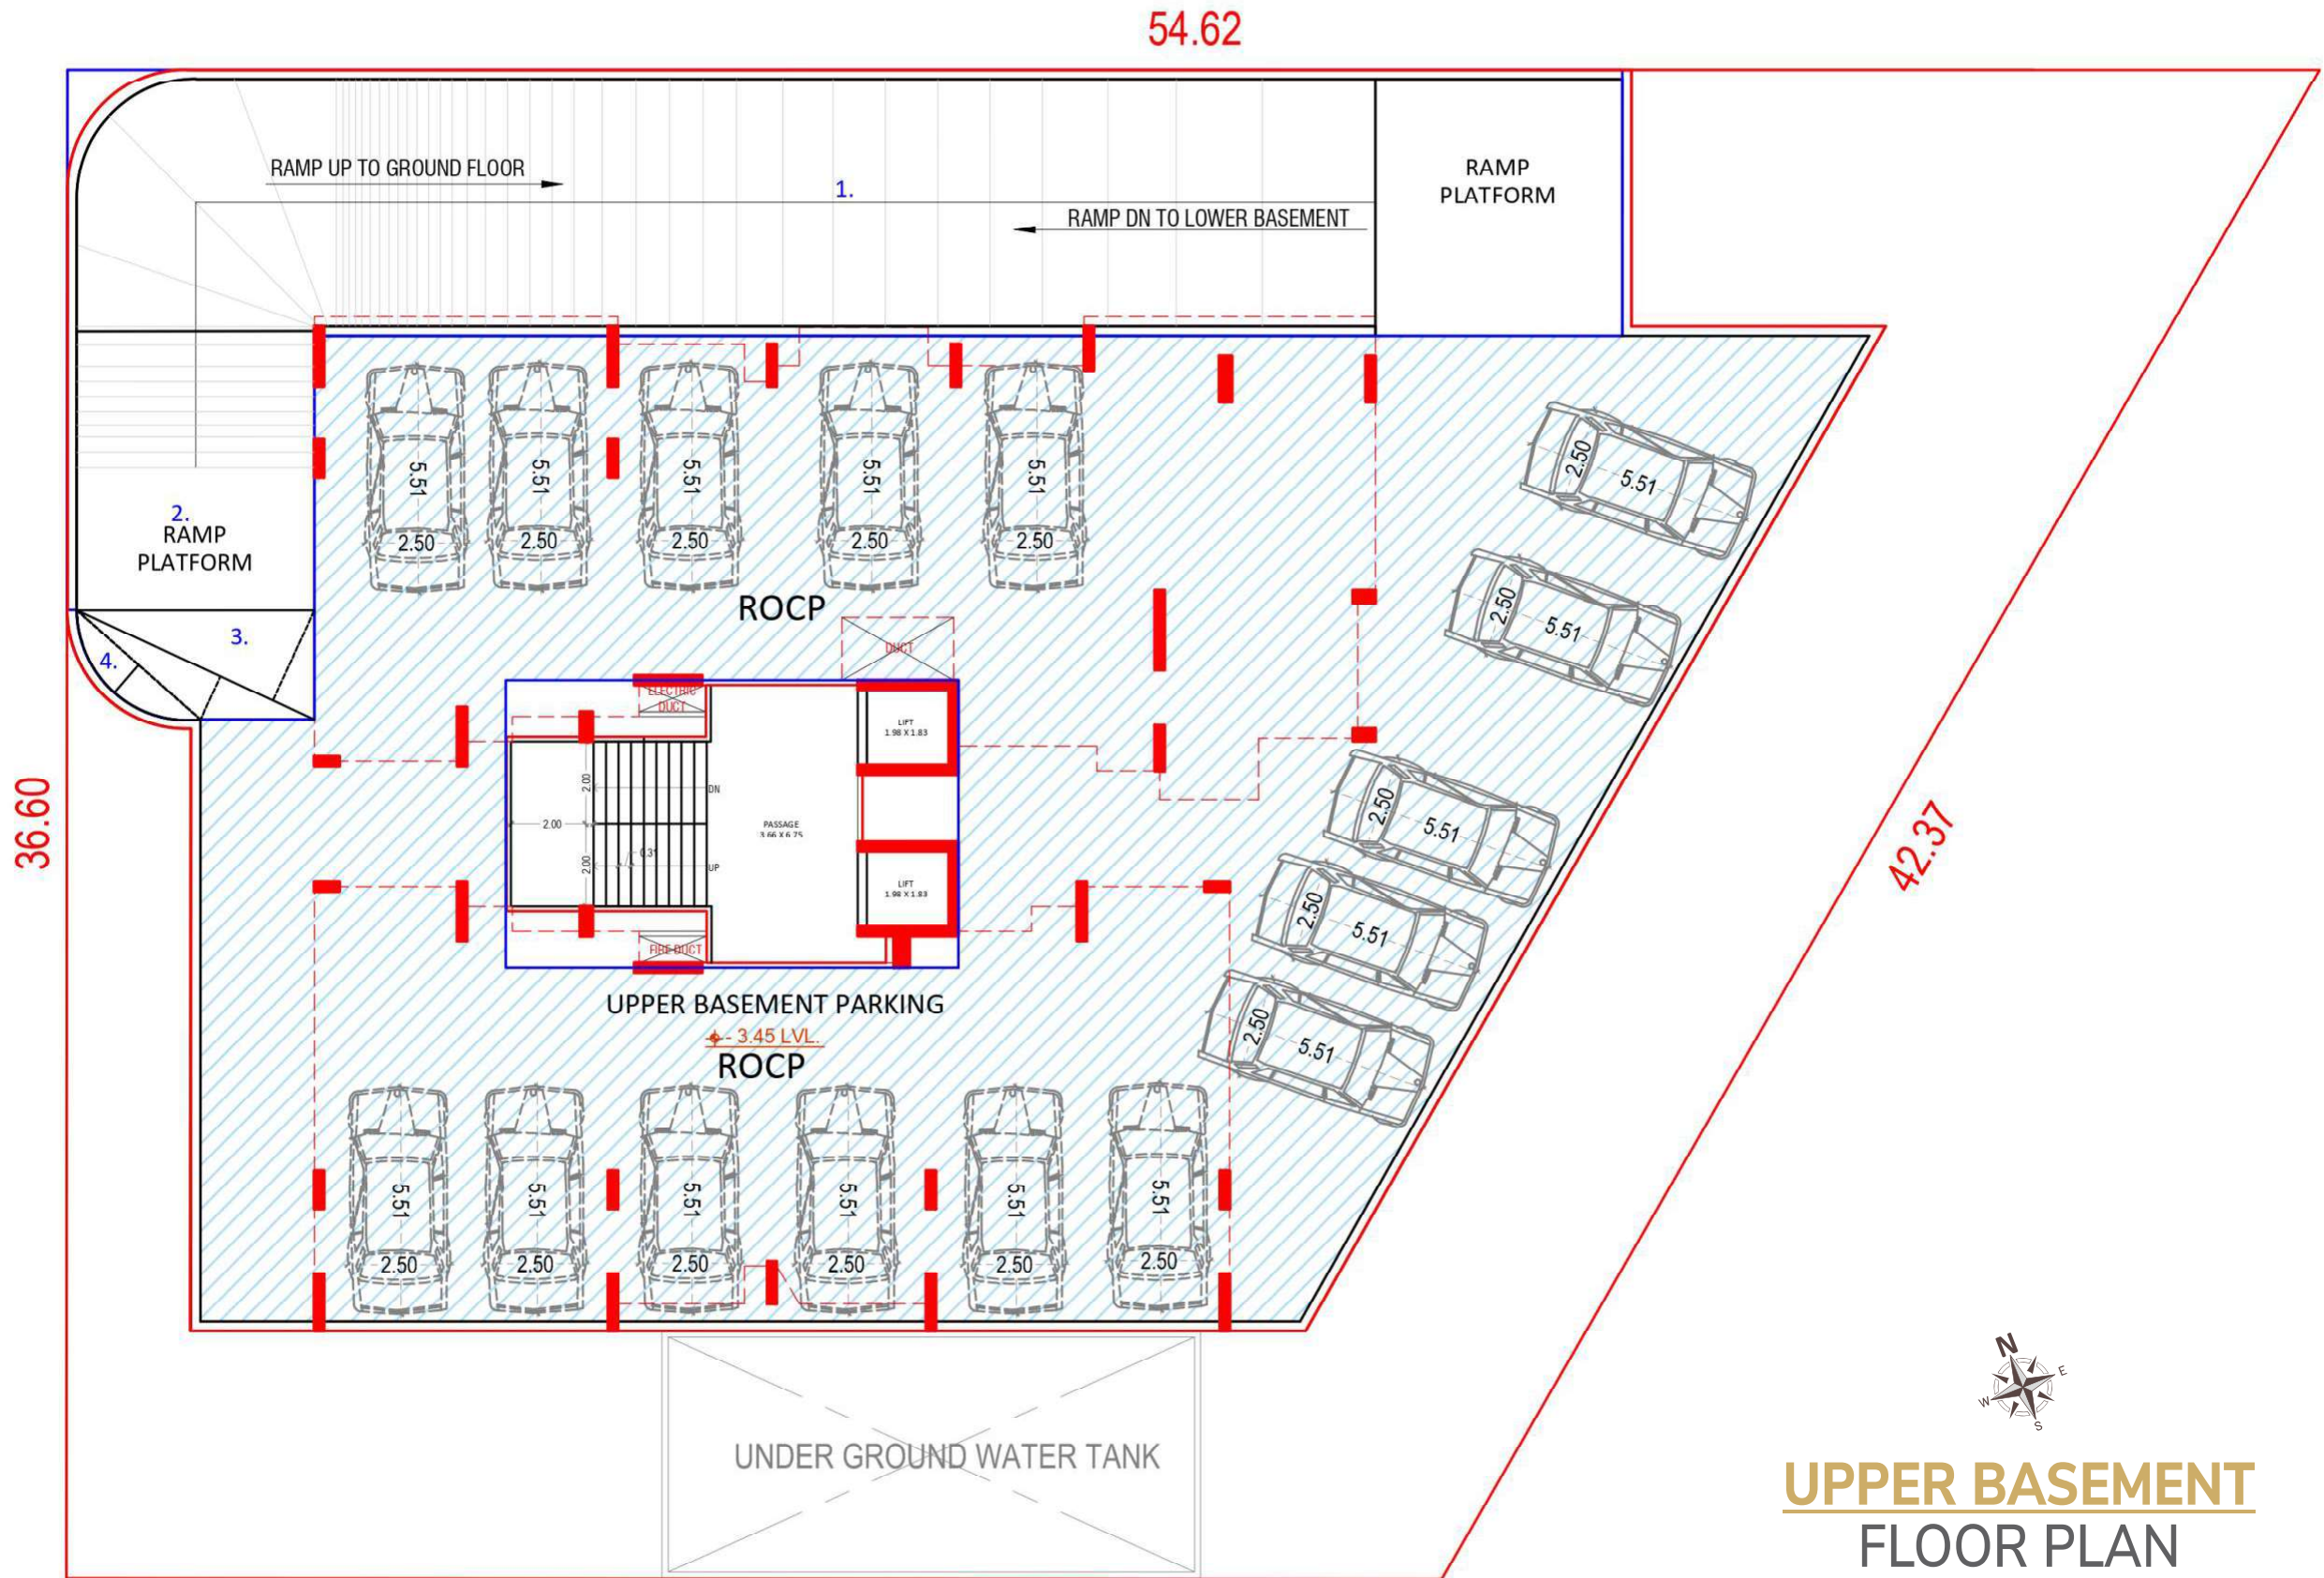 54.62
RAMP UP TO GROUND FLOOR
1.
RAMP DN TO LOWER BASEMENT
RAMP
PLATFORM
2.
RAMP
PLATFORM
3.
4.
5.51
5.51
5.51
5.51
5.51
2.50
2.50
2.50
2.50
2.50
2.50
5.51
2.50
5.51
ROCP
DUCT
ELECTRIC
DUCT
LIFT
1.98 X 1.83
2.00
DN
2.00
PASSAGE
3.66 X 6.75
0.31
2.00
UP
LIFT
1.98 X 1.83
FIRE DUCT
2.50
5.51
2.50
5.51
2.50
5.51
36.60
42.37
UPPER BASEMENT PARKING
- 3.45 LVL.
ROCP
5.51
5.51
5.51
5.51
5.51
5.51
2.50
2.50
2.50
2.50
2.50
2.50
UNDER GROUND WATER TANK
N
E
W
S
UPPER BASEMENT
FLOOR PLAN